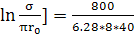 ln σ/πr₀ ] = 800/6.28*8*40